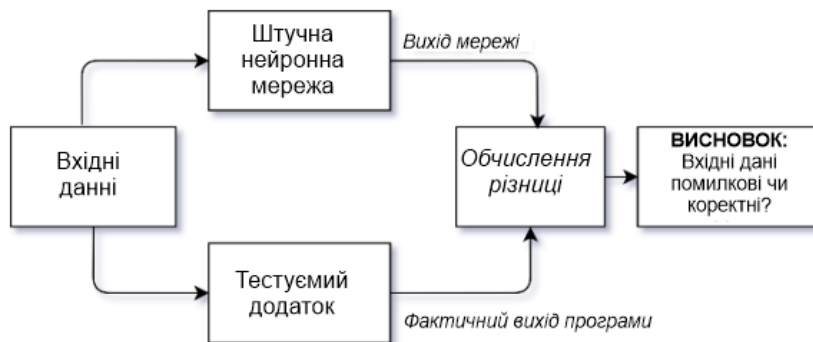 Штучна
нейронна
мережа
Вихід мережі
Вхідні
данні
Обчислення
різниці
ВИСНОВОК:
Вхідні дані
помилкові чи
коректні?
Тестуємий
додаток
Фактичний вихід програми